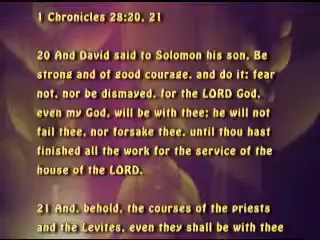 1 Chronicles 28:20, 21
20 And David said to Solomon his son, Be
strong and of good courage, and do it: fear
not, nor be dismayed, for the LORD God,
even my God, will be with thee; he will not
fail thee, nor forsake thee, until thou hast
finished all the work for the service of the
house of the LORD.
21 And, behold, the courses of the priests
and the Levites, even they shall be with thee